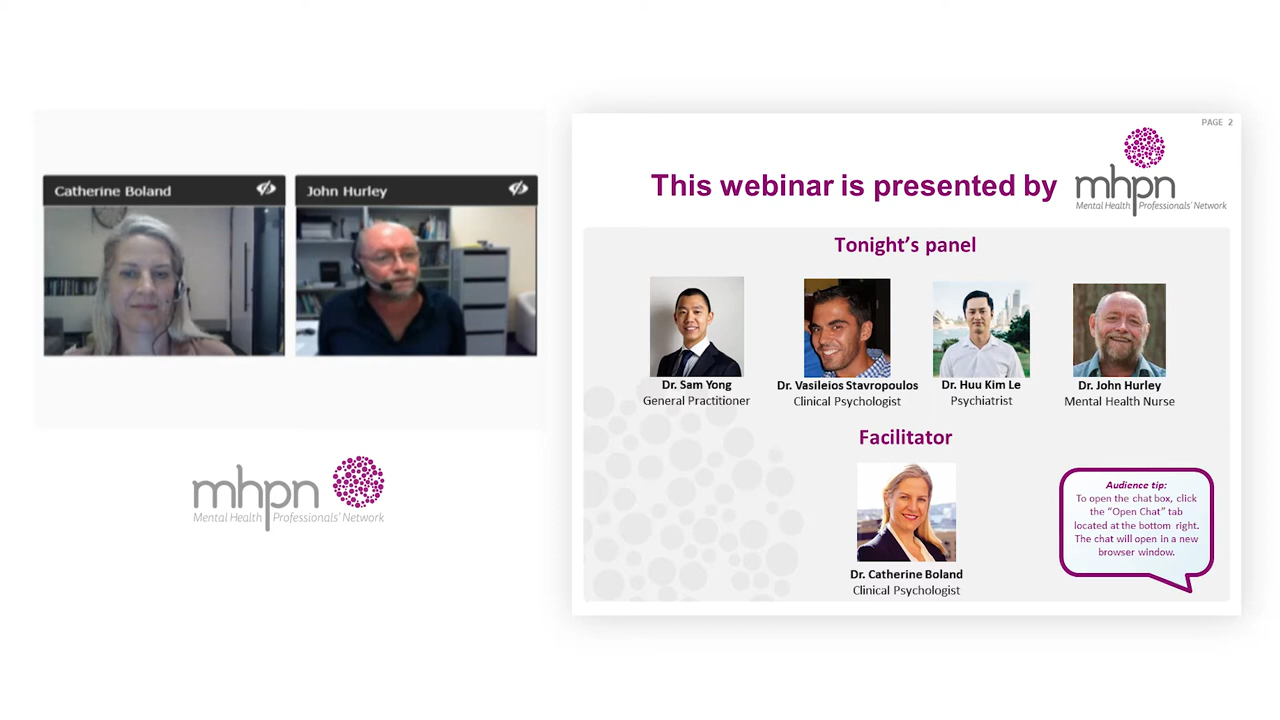 Catherine Boland
John Hurley
mhpn
Mental Health Professionals' Network
PAGE 2
This webinar is presented by
mhpn
Mental Health Professionals' Network
Tonight's panel
Dr. Sam Yong
General Practitioner
Dr. Vasileios Stavropoulos
Clinical Psychologist
Dr. Huu Kim Le
Psychiatrist
Dr. John Hurley
Mental Health Nurse
Facilitator
Dr. Catherine Boland
Clinical Psychologist
Audience tip:
To open the chat box, click
the “Open Chat” tab
located at the bottom right.
The chat will open in a new
browser window.